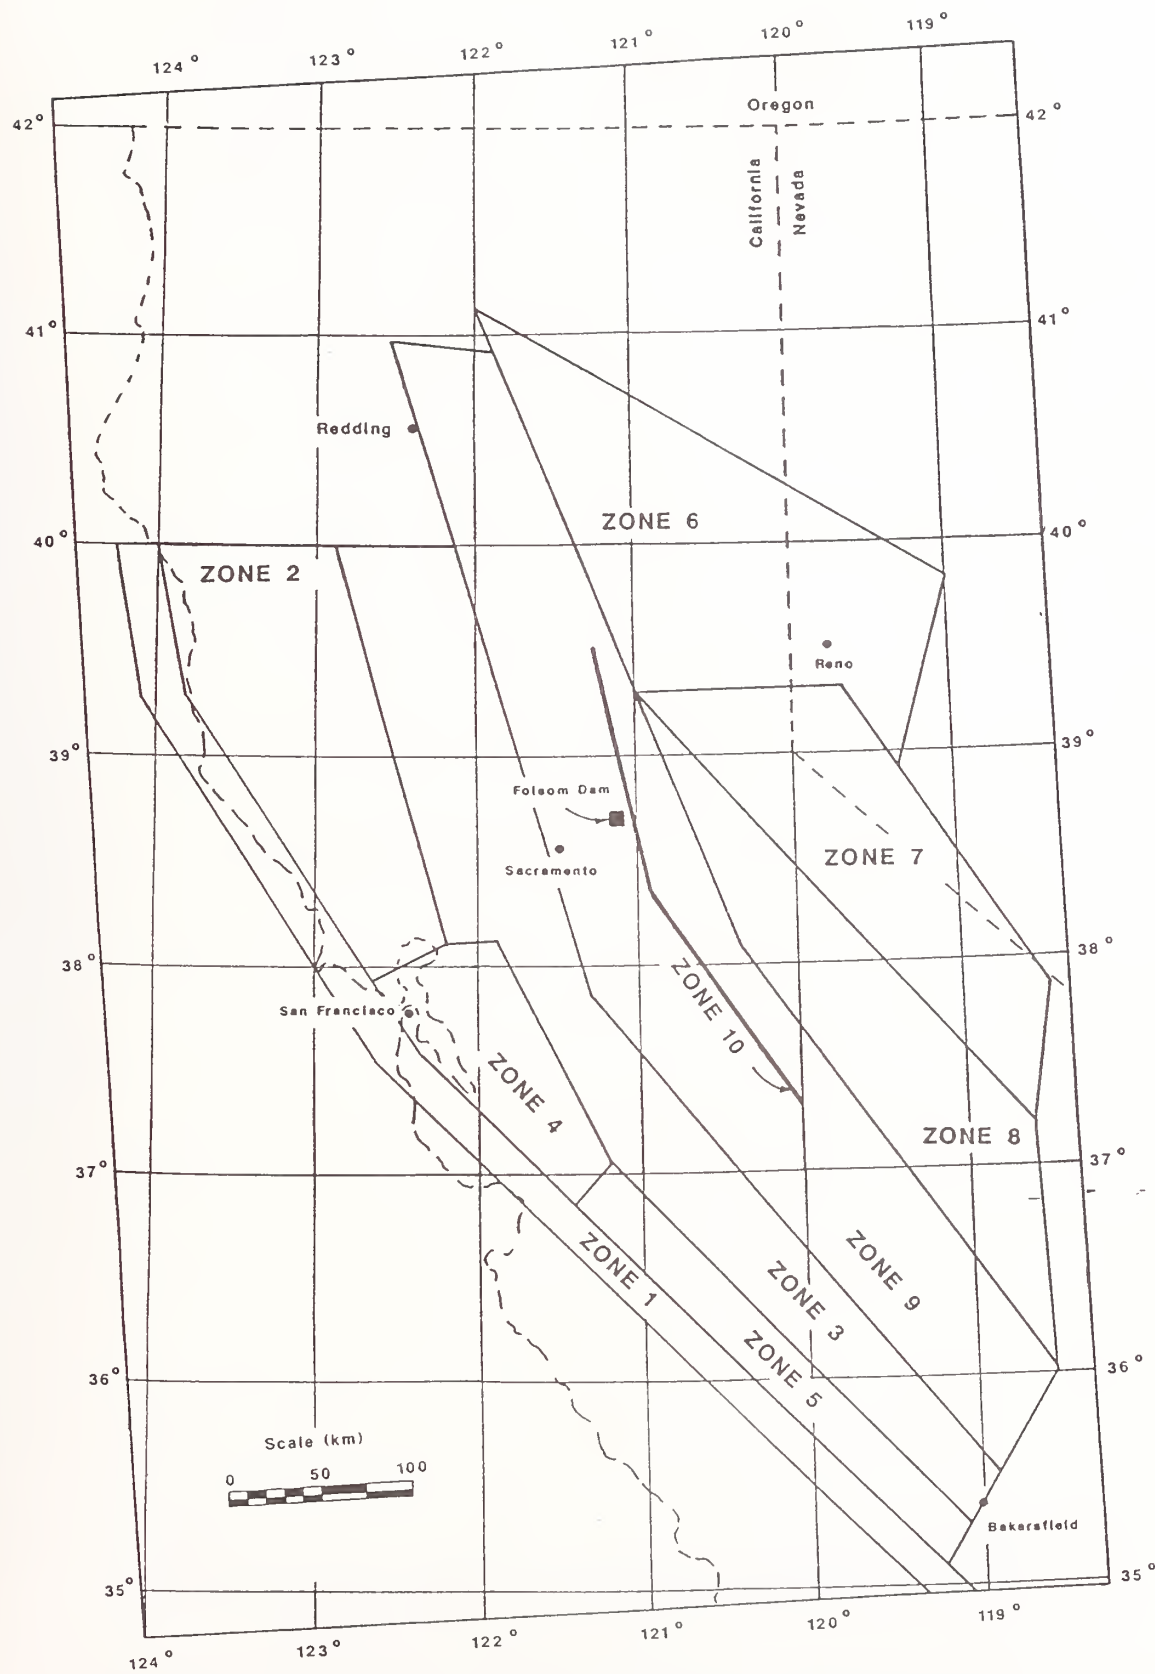 124° 123° 122° 121° 120° 119°
Oregon
42° 42°
California
Nevada
41° 41°
Redding
ZONE 6
40° 40°
ZONE 2
Reno
39° 39°
Folsom Dam
ZONE 7
Sacramento
38° 38°
ZONE 10
San Francisco
ZONE 4
ZONE 8
37° 37°
ZONE 1
ZONE 9
ZONE 3
ZONE 5
36° 36°
Scale (km)
0 50 100
Bakersfield
35° 35°
124° 123° 122° 121° 120° 119°